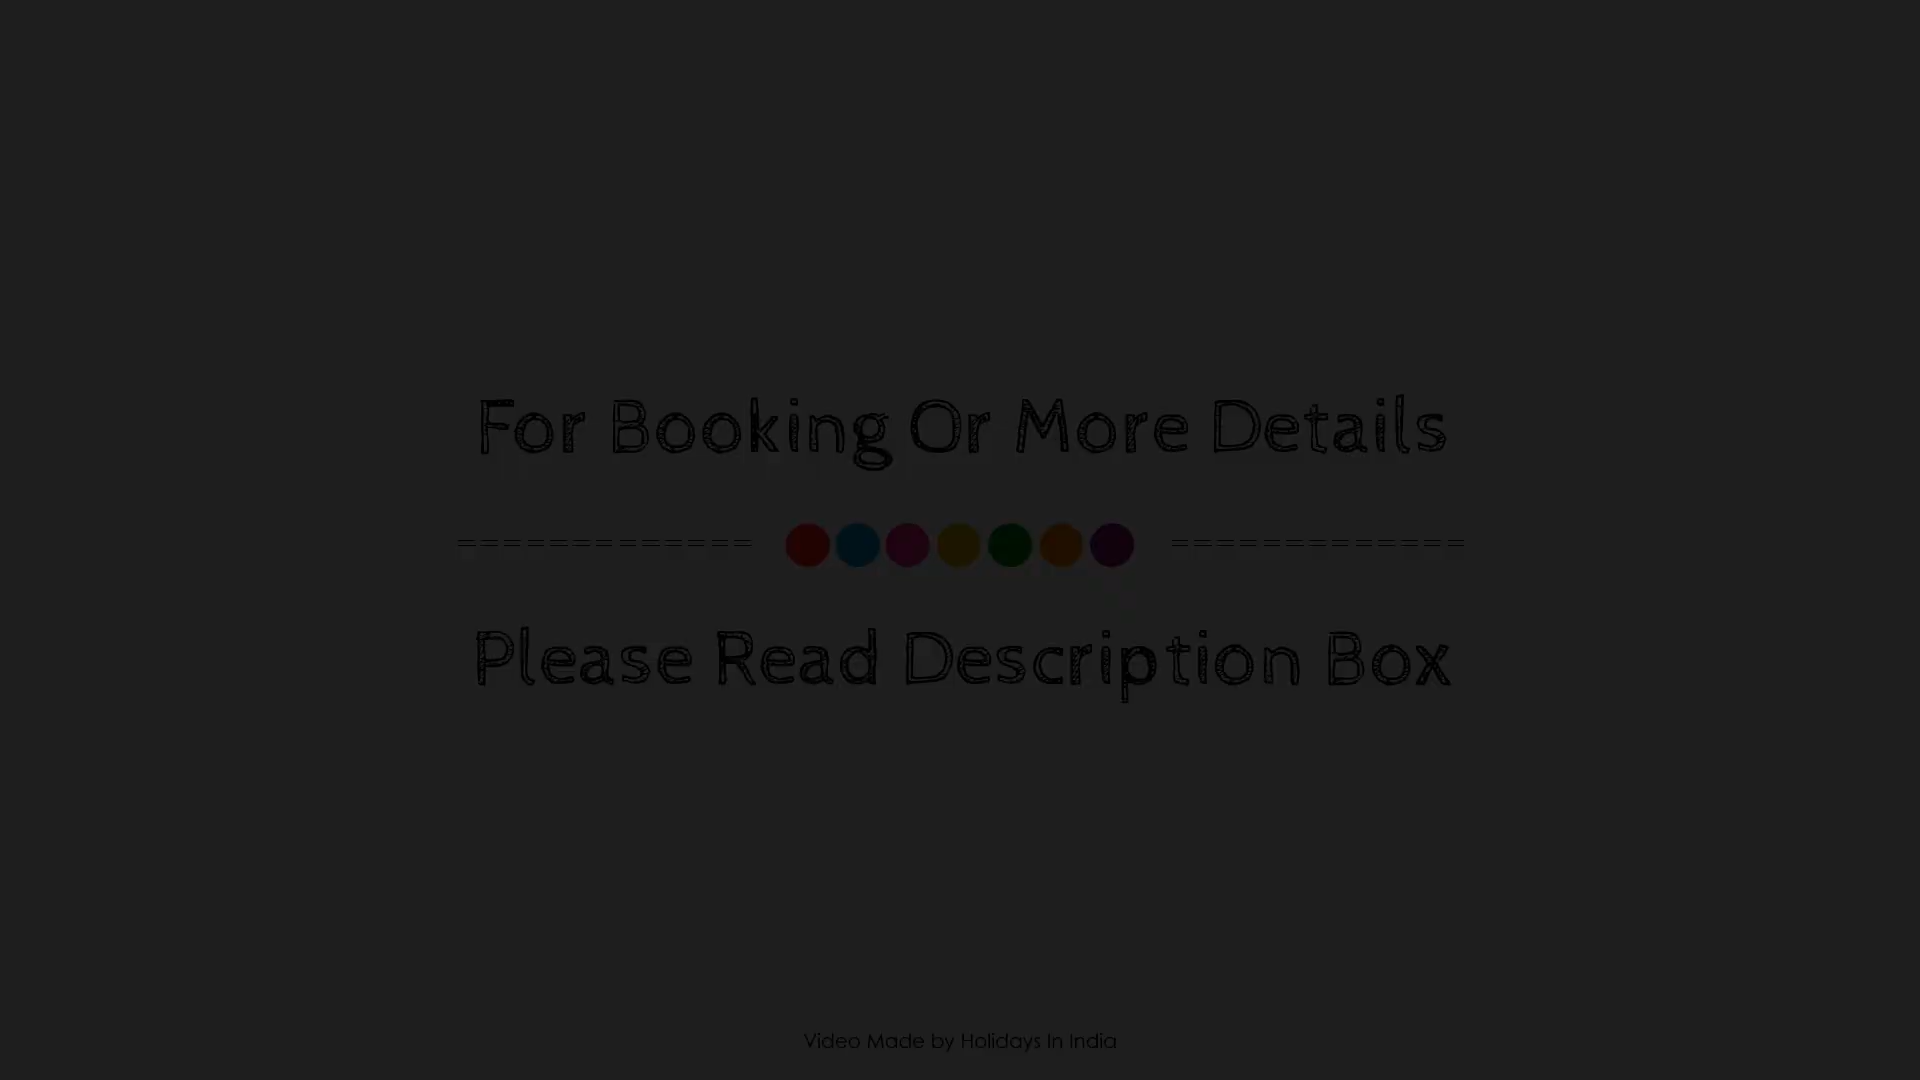 For Booking Or More Details
============= =============
Please Read Description Box
Video Made by Holidays In India